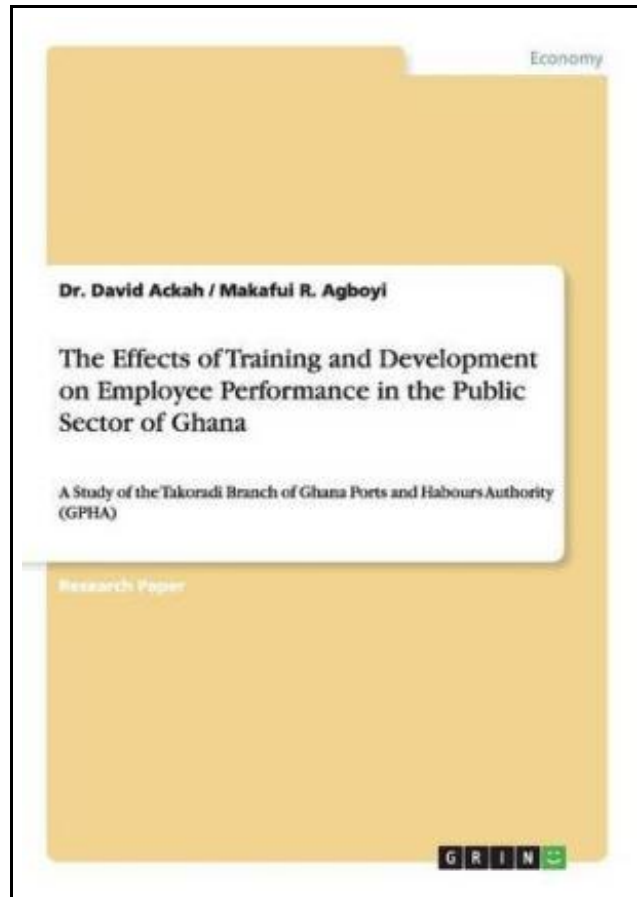 Economy
Dr. David Ackah / Makafui R. Agboyi
The Effects of Training and Development
on Employee Performance in the Public
Sector of Ghana
A Study of the Takoradi Branch of Ghana Ports and Habours Authority
(GPHA)
Research Paper
GRIN